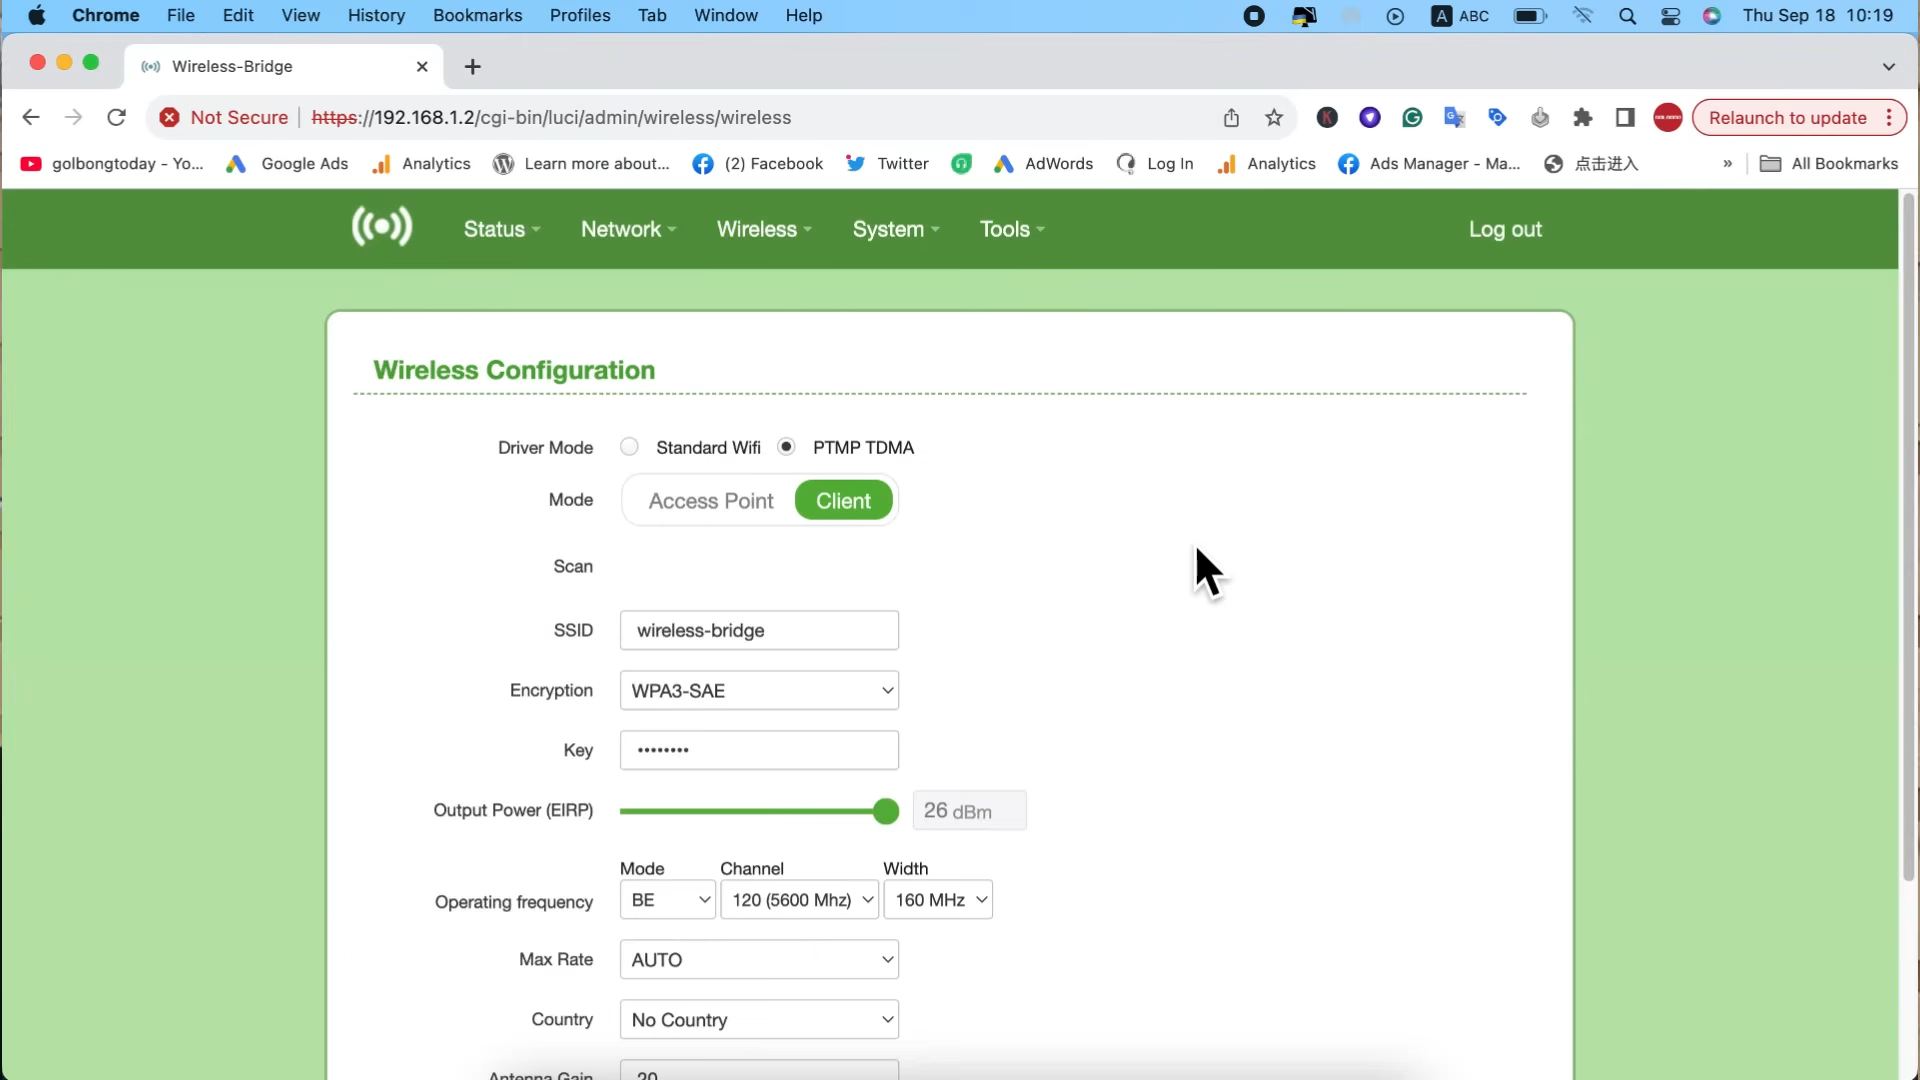 Chrome File Edit View History Bookmarks Profiles Tab Window Help A ABC Thu Sep 18 10:19
Wireless-Bridge
Not Secure https://192.168.1.2/cgi-bin/luci/admin/wireless/wireless Relaunch to update
golbongtoday - Yo... Google Ads Analytics Learn more about... (2) Facebook Twitter AdWords Log In Analytics Ads Manager - Ma... 点击进入 » All Bookmarks
Status Network Wireless System Tools Log out
Wireless Configuration
Driver Mode Standard Wifi PTMP TDMA
Mode Access Point Client
Scan
SSID wireless-bridge
Encryption WPA3-SAE
Key ••••••••
Output Power (EIRP) 26 dBm
Mode Channel Width
Operating frequency BE 120 (5600 Mhz) 160 MHz
Max Rate AUTO
Country No Country
Antenna Gain 20